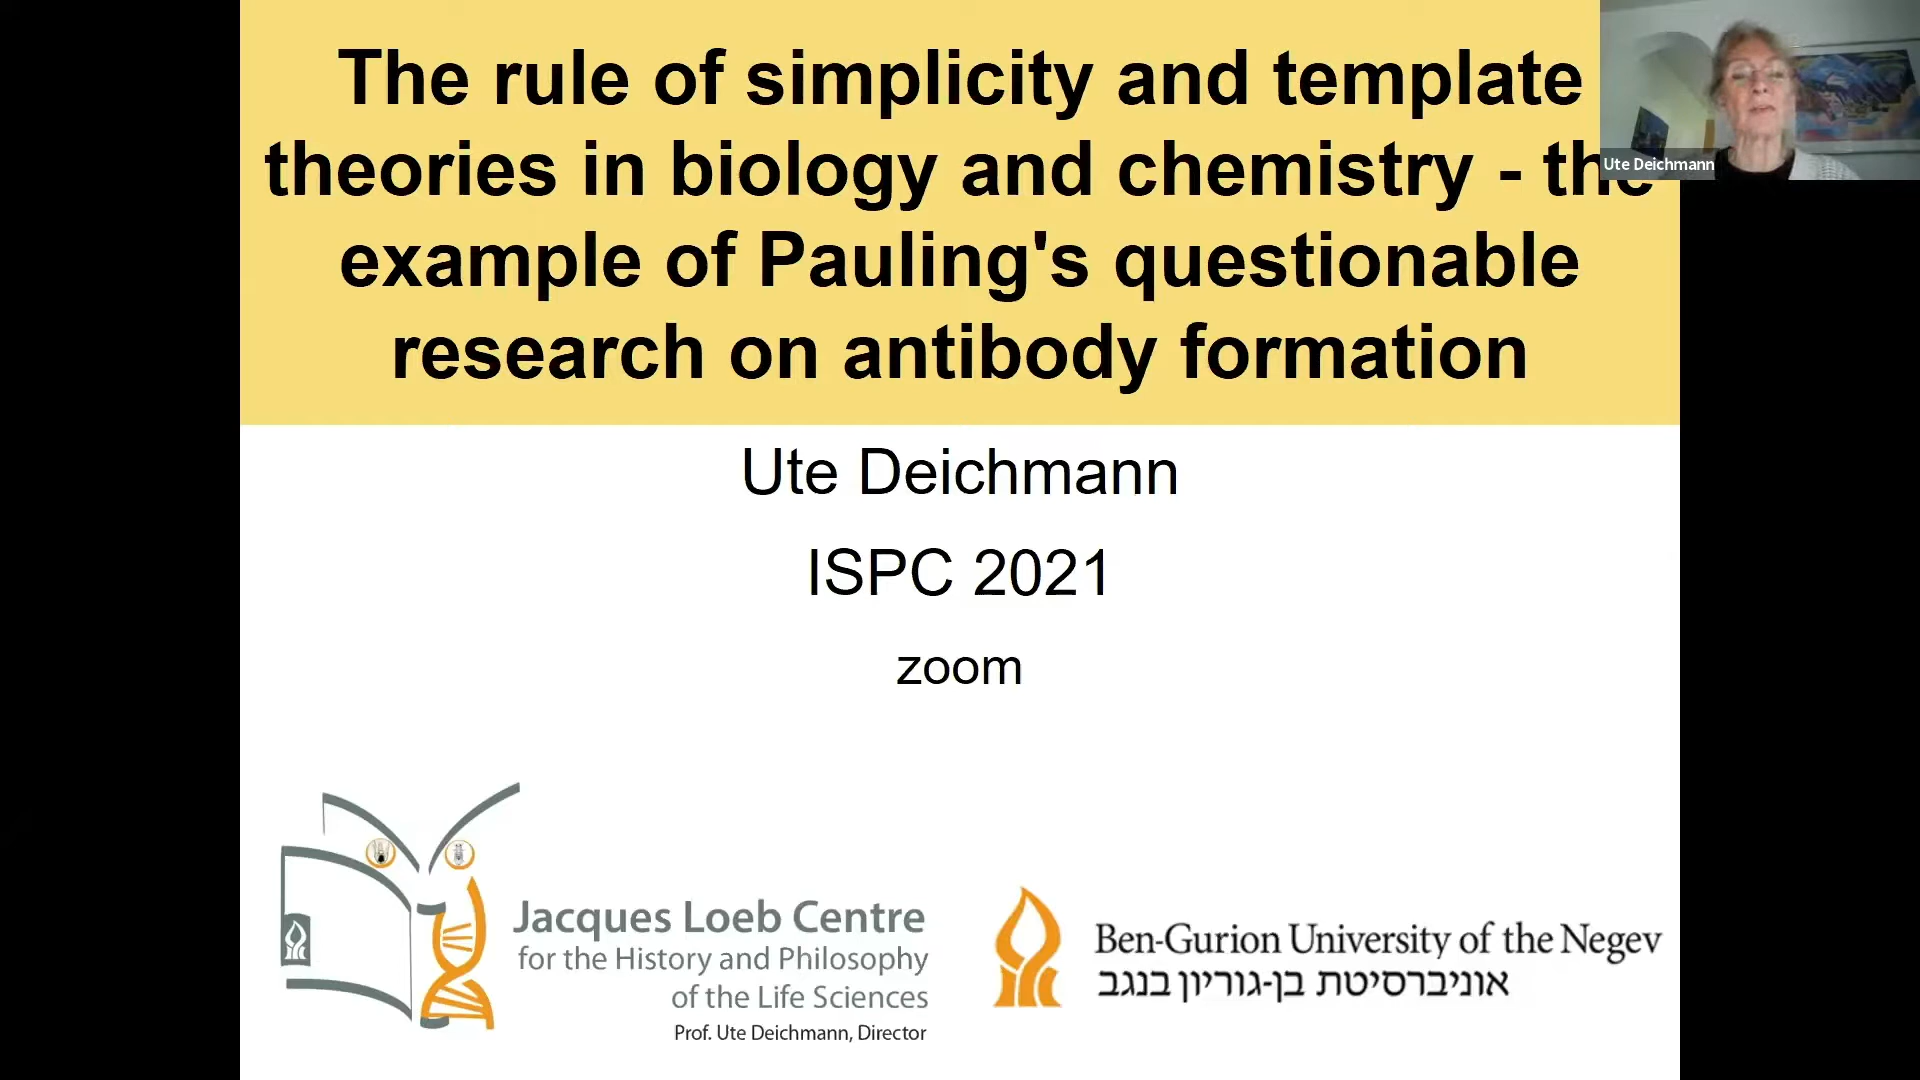 The rule of simplicity and template
theories in biology and chemistry - the
example of Pauling's questionable
research on antibody formation
Ute Deichmann
Ute Deichmann
ISPC 2021
zoom
Jacques Loeb Centre
for the History and Philosophy
of the Life Sciences
Prof. Ute Deichmann, Director
Ben-Gurion University of the Negev
אוניברסיטת בן-גוריון בנגב